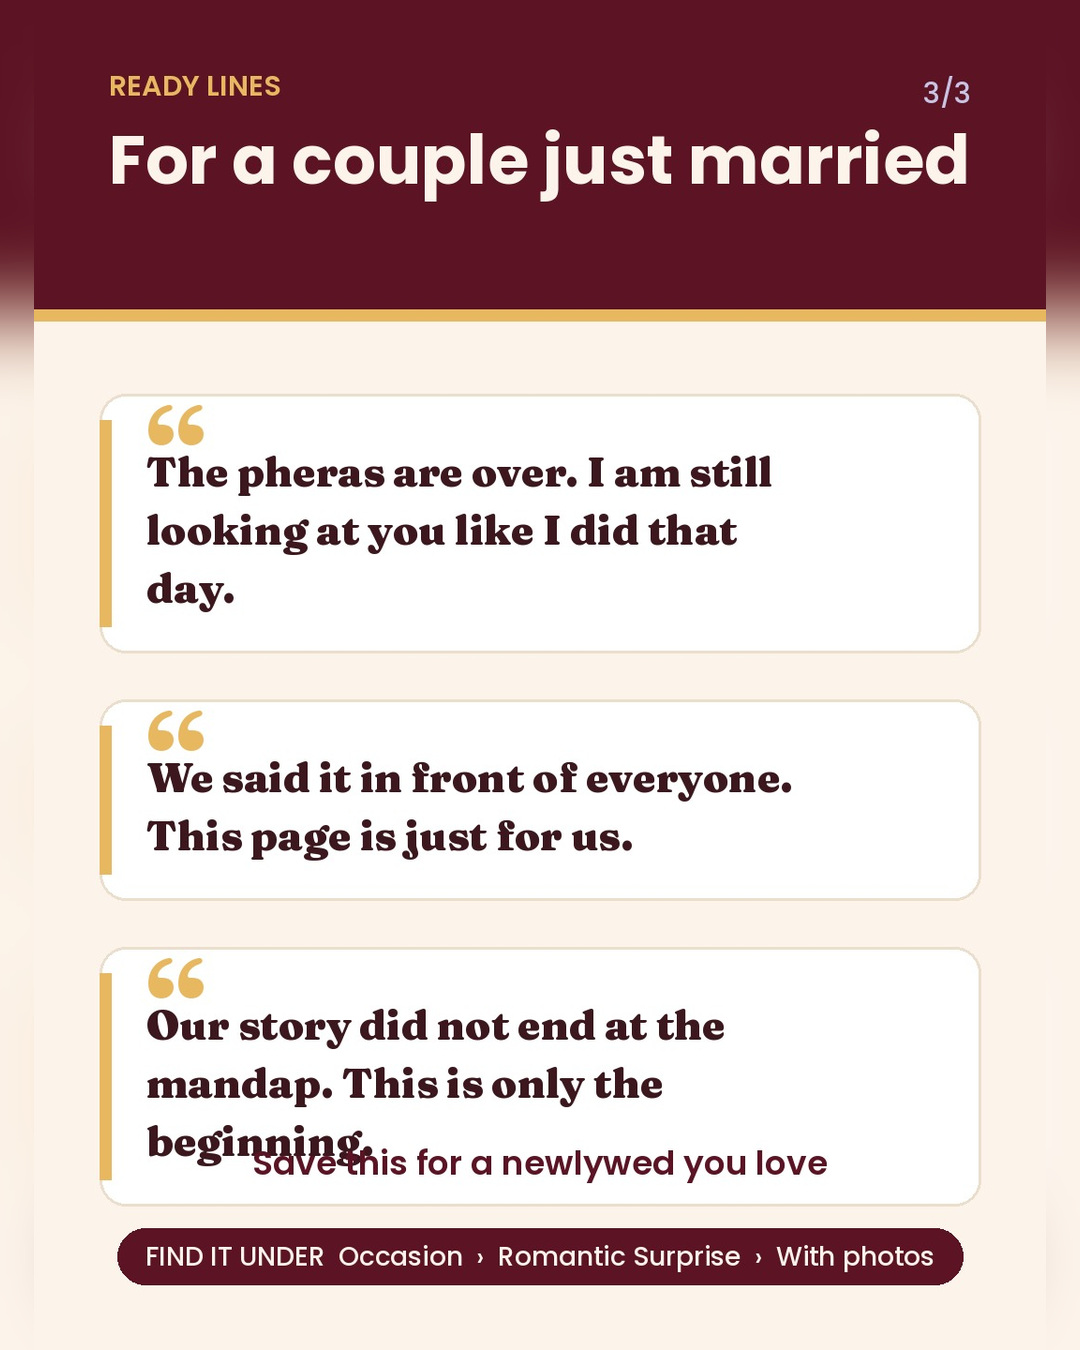 READY LINES
3/3
For a couple just married
“
The pheras are over. I am still
looking at you like I did that
day.
“
We said it in front of everyone.
This page is just for us.
“
Our story did not end at the
mandap. This is only the
beginning.
Save this for a newlywed you love
FIND IT UNDER Occasion › Romantic Surprise › With photos